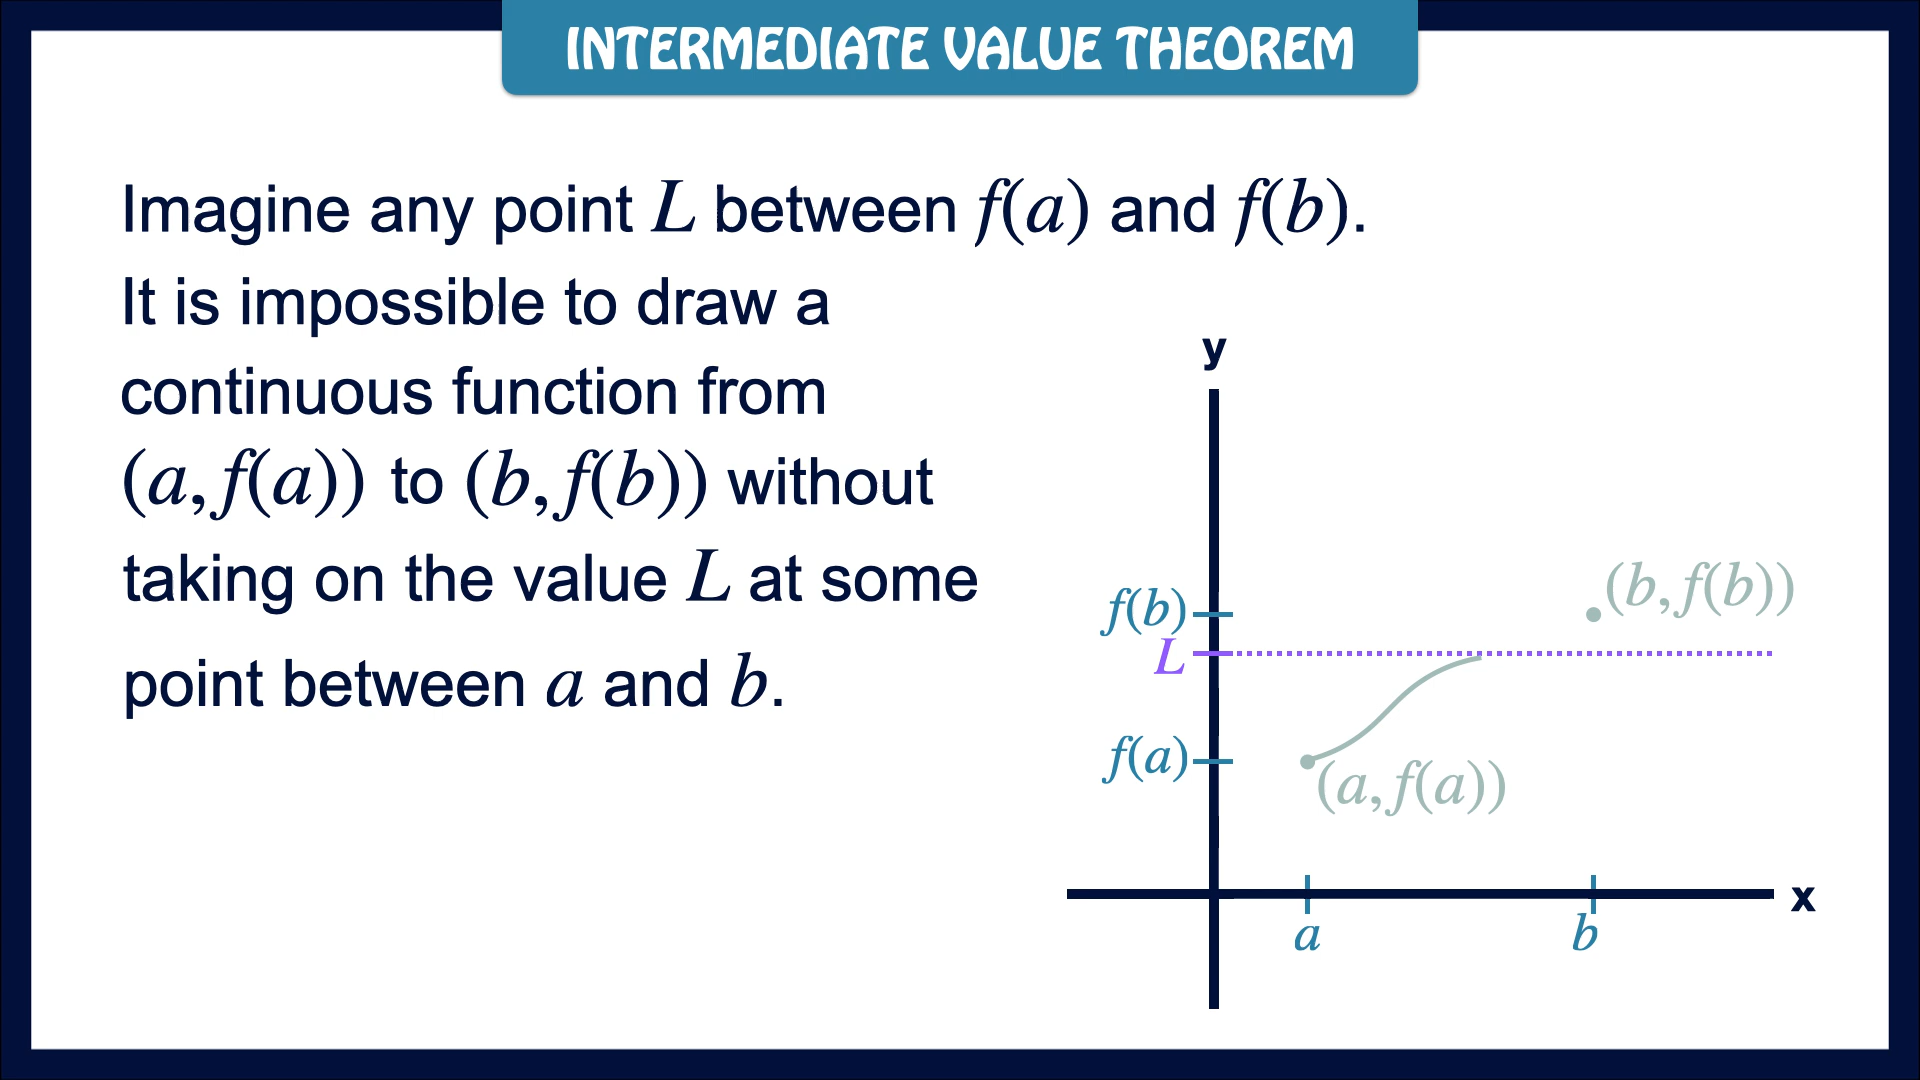 INTERMEDIATE VALUE THEOREM
Imagine any point L between f(a) and f(b).
It is impossible to draw a
continuous function from
(a, f(a)) to (b, f(b)) without
taking on the value L at some
point between a and b.
y
f(b)
(b, f(b))
L
f(a)
(a, f(a))
x
a
b